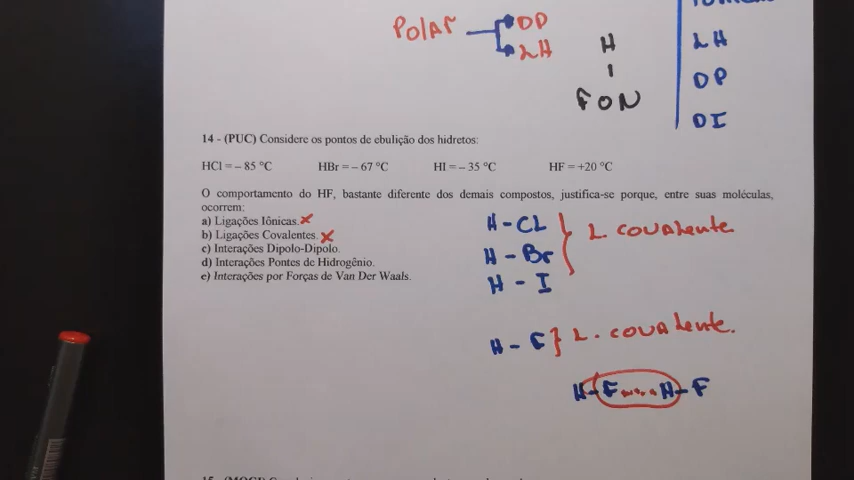 Polar
DP
LH
H
FON
LH
DP
DI
14 - (PUC) Considere os pontos de ebulição dos hidretos:
HCl = – 85 °C HBr = – 67 °C HI = – 35 °C HF = +20 °C
O comportamento do HF, bastante diferente dos demais compostos, justifica-se porque, entre suas moléculas,
ocorrem:
a) Ligações Iônicas. x
b) Ligações Covalentes. x
c) Interações Dipolo-Dipolo.
d) Interações Pontes de Hidrogênio.
e) Interações por Forças de Van Der Waals.
H - CL
H - Br
H - I
L. covalente
H - F
L. covalente.
H - F ...... H - F